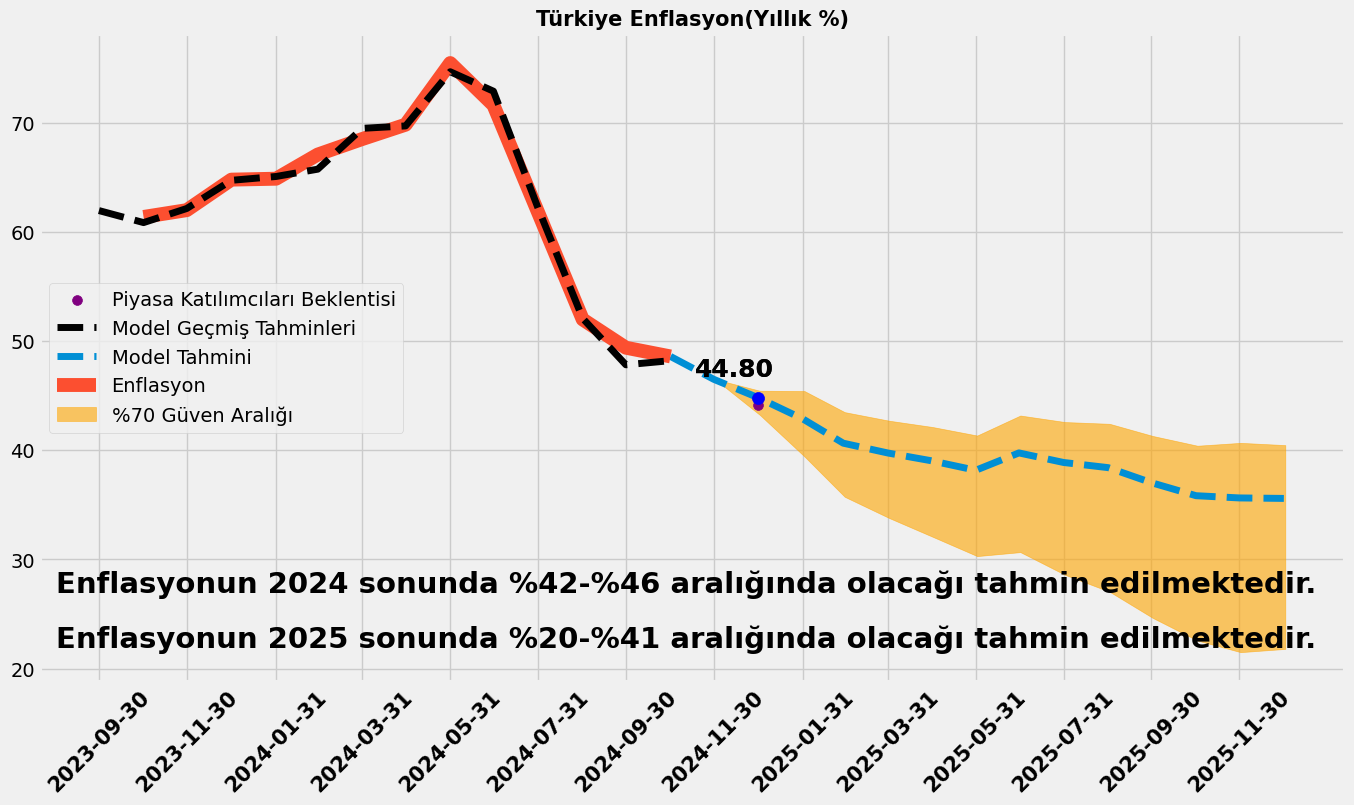 Türkiye Enflasyon(Yıllık %)
70
60
50
40
30
20
Piyasa Katılımcıları Beklentisi
Model Geçmiş Tahminleri
Model Tahmini
Enflasyon
%70 Güven Aralığı
44.80
Enflasyonun 2024 sonunda %42-%46 aralığında olacağı tahmin edilmektedir.
Enflasyonun 2025 sonunda %20-%41 aralığında olacağı tahmin edilmektedir.
2023-09-30
2023-11-30
2024-01-31
2024-03-31
2024-05-31
2024-07-31
2024-09-30
2024-11-30
2025-01-31
2025-03-31
2025-05-31
2025-07-31
2025-09-30
2025-11-30